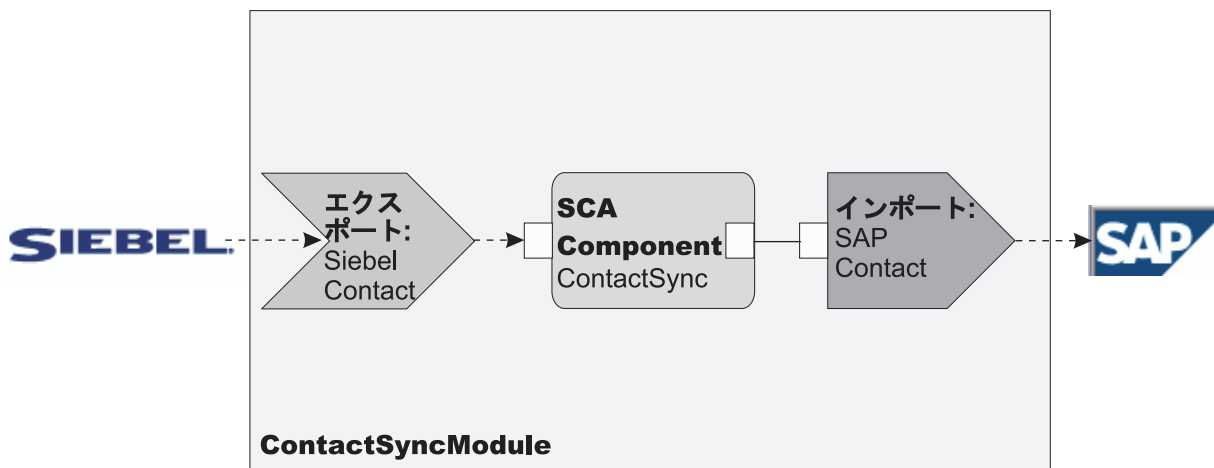 SIEBEL.
エクス
ポート:
Siebel
Contact
SCA
Component
ContactSync
インポート:
SAP
Contact
SAP
ContactSyncModule